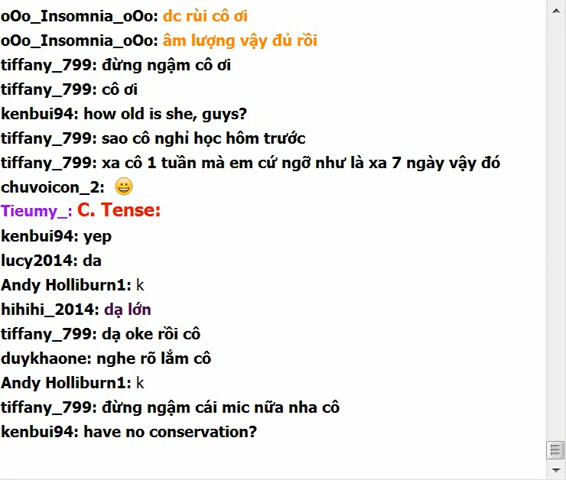 oOo_Insomnia_oOo: dc rùi cô ơi
oOo_Insomnia_oOo: âm lượng vậy đủ rồi
tiffany_799: đừng ngậm cô ơi
tiffany_799: cô ơi
kenbui94: how old is she, guys?
tiffany_799: sao cô nghỉ học hôm trước
tiffany_799: xa cô 1 tuần mà em cứ ngỡ như là xa 7 ngày vậy đó
chuvoicon_2: 😀
Tieumy_: C. Tense:
kenbui94: yep
lucy2014: da
Andy Holliburn1: k
hihihi_2014: dạ lớn
tiffany_799: dạ oke rồi cô
duykhaone: nghe rõ lắm cô
Andy Holliburn1: k
tiffany_799: đừng ngậm cái mic nữa nha cô
kenbui94: have no conservation?